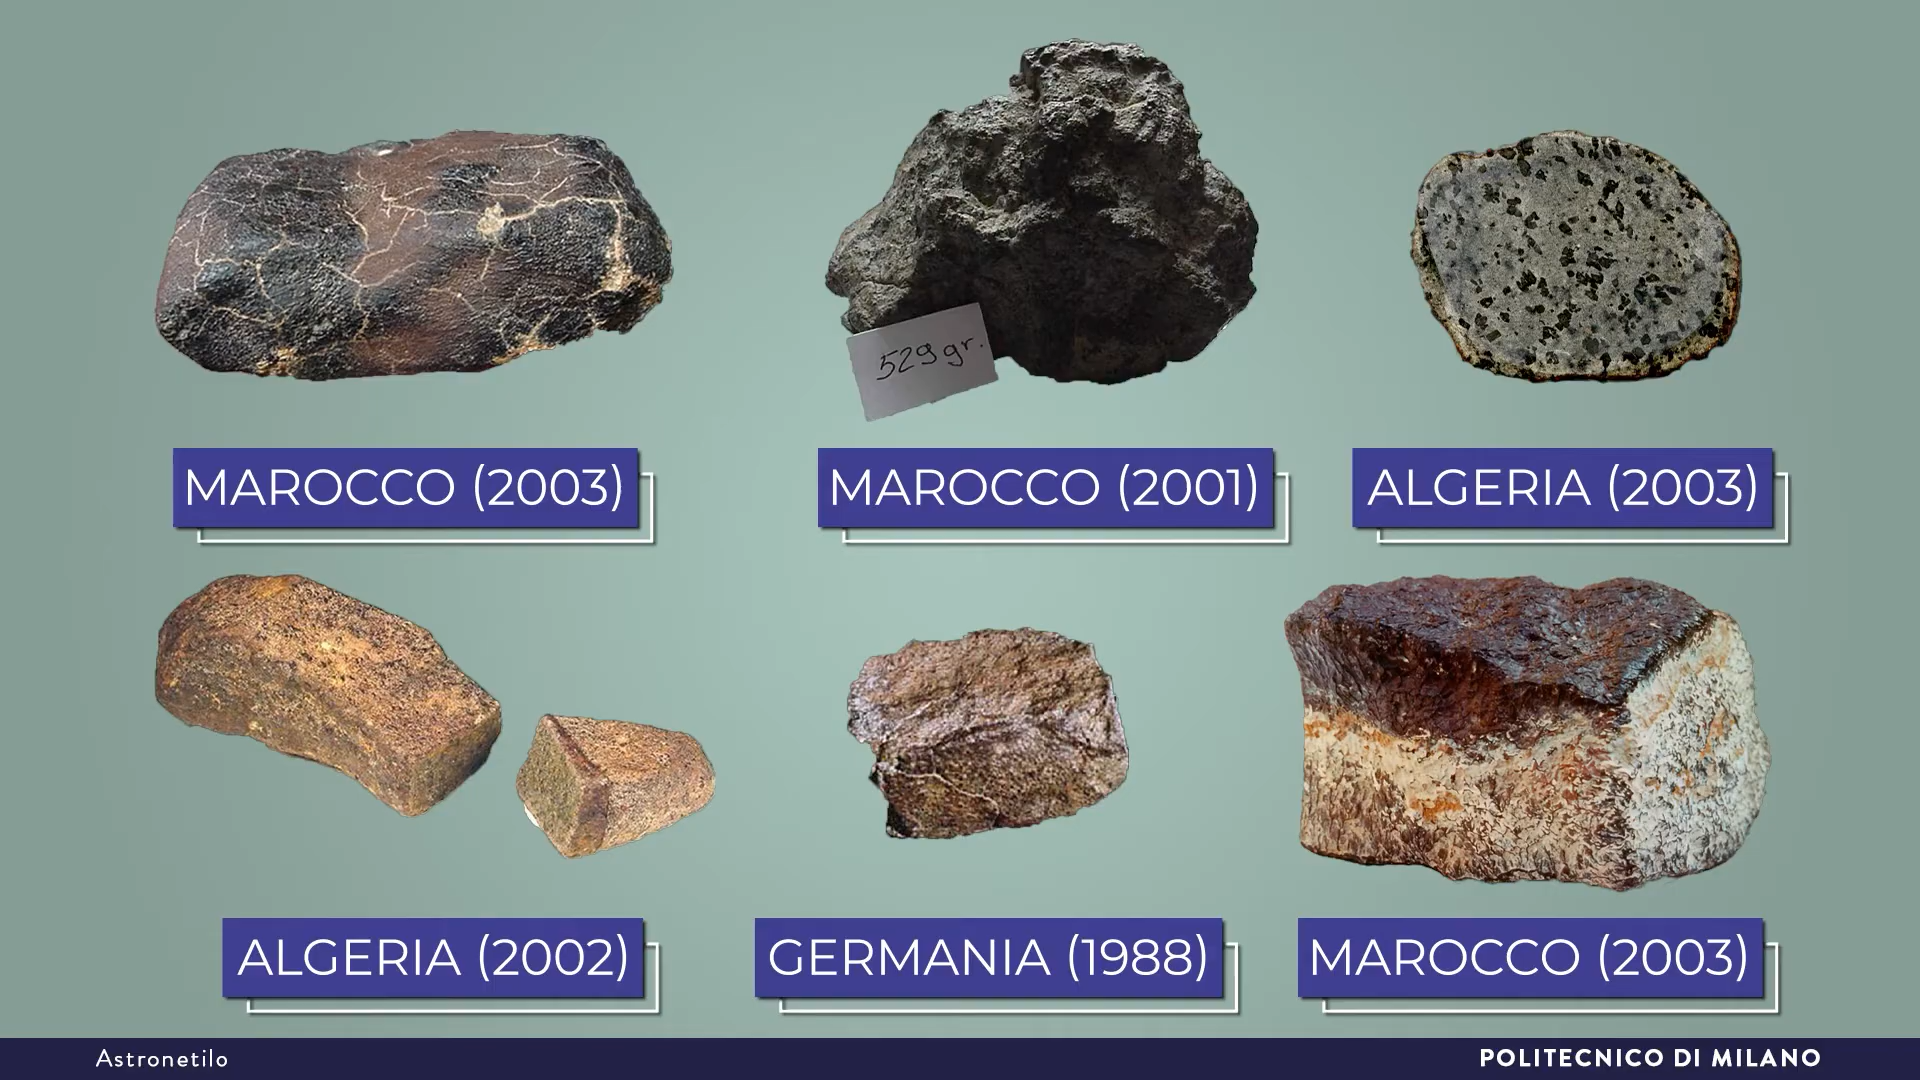 529 gr.
MAROCCO (2003)
MAROCCO (2001)
ALGERIA (2003)
ALGERIA (2002)
GERMANIA (1988)
MAROCCO (2003)
Astronetilo
POLITECNICO DI MILANO